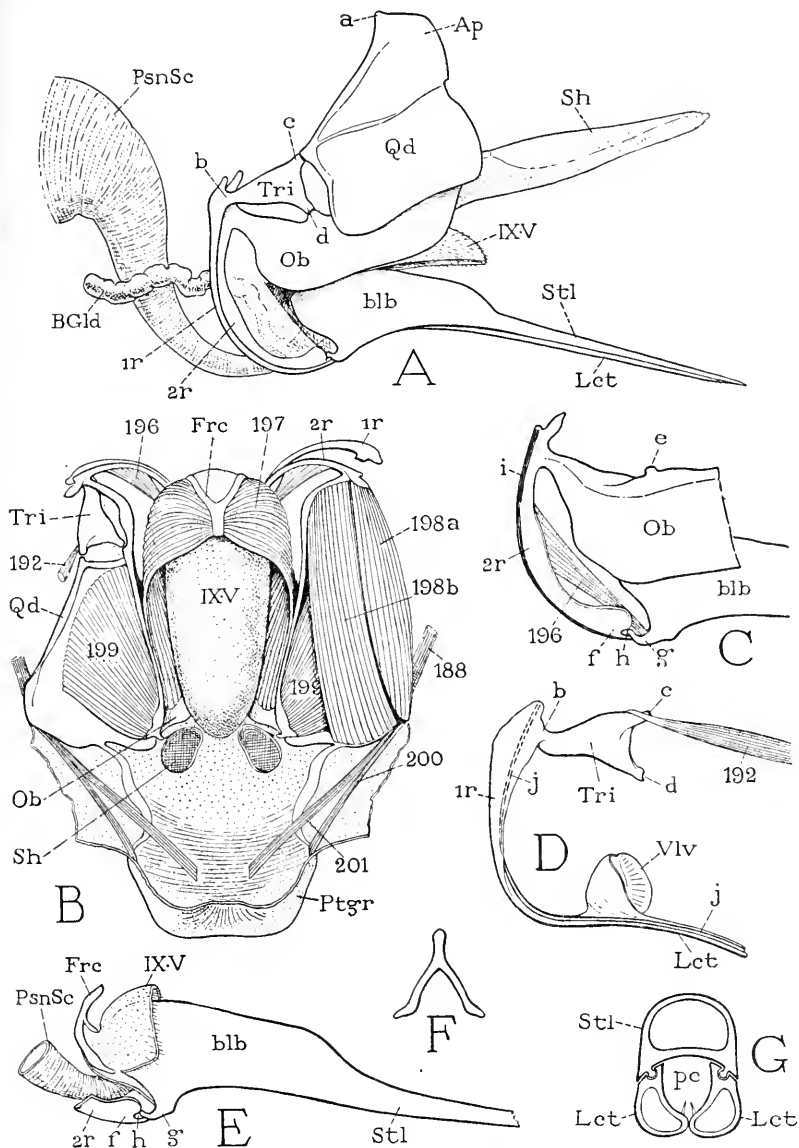 a
Ap
PsnSc
Sh
c
Qd
b
Tri
d
IX-V
Ob
blb
Stl
BGld
1r
2r
Lct
A
196
Frc
197
2r
1r
e
i
Tri
198a
Ob
192
198b
2r
blb
IX-V
Qd
196
199
199
188
f
h
g
C
b
c
200
j
Tri
d
192
Ob
1r
D
Vlv
Sh
201
j
B
Ptgr
Lct
Frc
IX-V
PsnSc
F
Stl
G
blb
pc
2r
f
h
g
E
Stl
Lct
Lct